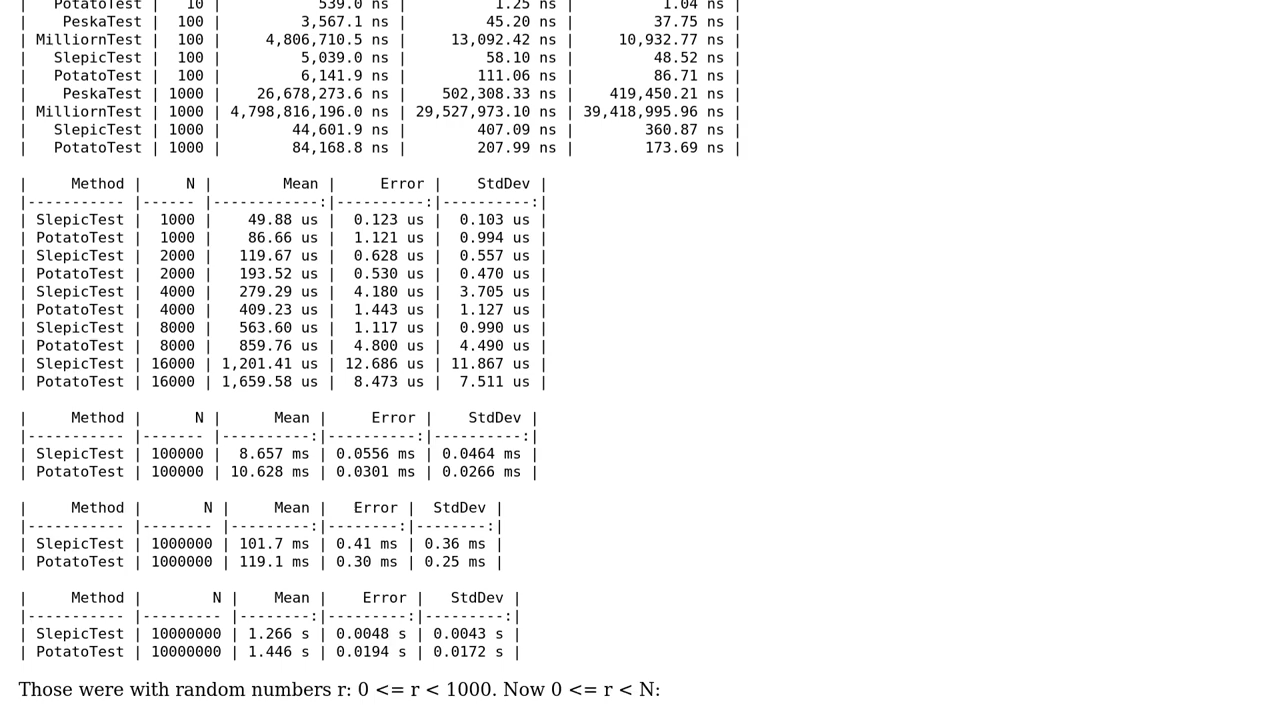 |   PotatoTest |   10 |            539.0 ns |          1.25 ns |          1.04 ns |
|    PeskaTest |  100 |          3,567.1 ns |         45.20 ns |         37.75 ns |
| MilliornTest |  100 |      4,806,710.5 ns |     13,092.42 ns |     10,932.77 ns |
|   SlepicTest |  100 |          5,039.0 ns |         58.10 ns |         48.52 ns |
|   PotatoTest |  100 |          6,141.9 ns |        111.06 ns |         86.71 ns |
|    PeskaTest | 1000 |     26,678,273.6 ns |    502,308.33 ns |    419,450.21 ns |
| MilliornTest | 1000 | 4,798,816,196.0 ns | 29,527,973.10 ns | 39,418,995.96 ns |
|   SlepicTest | 1000 |         44,601.9 ns |        407.09 ns |        360.87 ns |
|   PotatoTest | 1000 |         84,168.8 ns |        207.99 ns |        173.69 ns |
|     Method |     N |        Mean |     Error |    StdDev |
|----------- |------ |------------:|----------:|----------:|
| SlepicTest |  1000 |    49.88 us |  0.123 us |  0.103 us |
| PotatoTest |  1000 |    86.66 us |  1.121 us |  0.994 us |
| SlepicTest |  2000 |   119.67 us |  0.628 us |  0.557 us |
| PotatoTest |  2000 |   193.52 us |  0.530 us |  0.470 us |
| SlepicTest |  4000 |   279.29 us |  4.180 us |  3.705 us |
| PotatoTest |  4000 |   409.23 us |  1.443 us |  1.127 us |
| SlepicTest |  8000 |   563.60 us |  1.117 us |  0.990 us |
| PotatoTest |  8000 |   859.76 us |  4.800 us |  4.490 us |
| SlepicTest | 16000 | 1,201.41 us | 12.686 us | 11.867 us |
| PotatoTest | 16000 | 1,659.58 us |  8.473 us |  7.511 us |
|     Method |      N |      Mean |     Error |    StdDev |
|----------- |------- |----------:|----------:|----------:|
| SlepicTest | 100000 |  8.657 ms | 0.0556 ms | 0.0464 ms |
| PotatoTest | 100000 | 10.628 ms | 0.0301 ms | 0.0266 ms |
|     Method |       N |     Mean |   Error |  StdDev |
|----------- |-------- |---------:|--------:|--------:|
| SlepicTest | 1000000 | 101.7 ms | 0.41 ms | 0.36 ms |
| PotatoTest | 1000000 | 119.1 ms | 0.30 ms | 0.25 ms |
|     Method |        N |    Mean |    Error |   StdDev |
|----------- |--------- |--------:|---------:|---------:|
| SlepicTest | 10000000 | 1.266 s | 0.0048 s | 0.0043 s |
| PotatoTest | 10000000 | 1.446 s | 0.0194 s | 0.0172 s |
Those were with random numbers r: 0 <= r < 1000. Now 0 <= r < N: